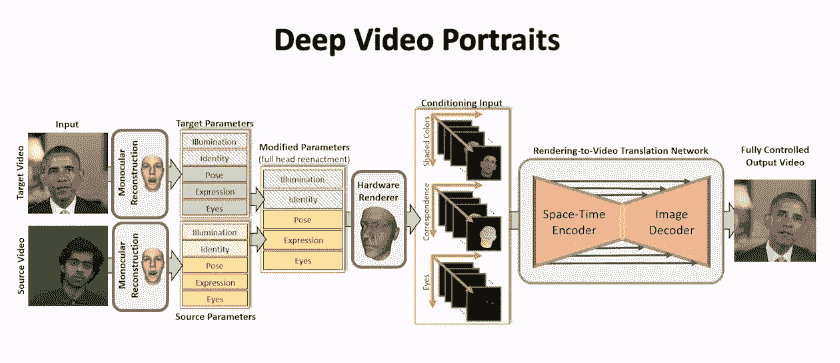 Deep Video Portraits
Input
Target Video
Source Video
Monocular
Reconstruction
Monocular
Reconstruction
Target Parameters
Illumination
Identity
Pose
Expression
Eyes
Illumination
Identity
Pose
Expression
Eyes
Source Parameters
Modified Parameters
(full head reenactment)
Illumination
Identity
Pose
Expression
Eyes
Hardware
Renderer
Conditioning Input
Shaded Colors
Correspondence
Eyes
Rendering-to-Video Translation Network
Space-Time
Encoder
Image
Decoder
Fully Controlled
Output Video